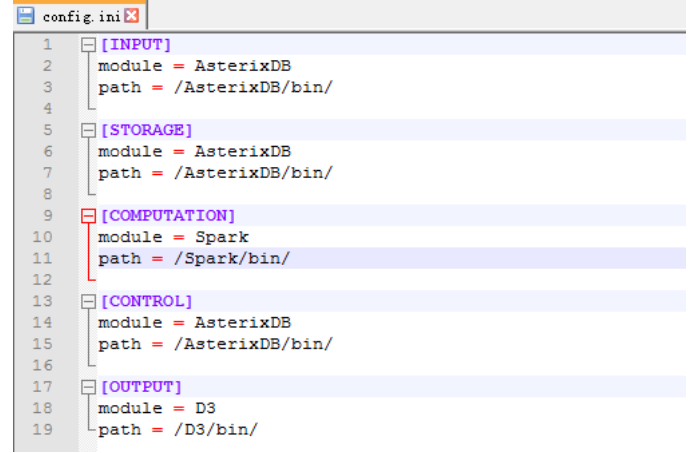 config.ini
1 [INPUT]
2 module = AsterixDB
3 path = /AsterixDB/bin/
4
5 [STORAGE]
6 module = AsterixDB
7 path = /AsterixDB/bin/
8
9 [COMPUTATION]
10 module = Spark
11 path = /Spark/bin/
12
13 [CONTROL]
14 module = AsterixDB
15 path = /AsterixDB/bin/
16
17 [OUTPUT]
18 module = D3
19 path = /D3/bin/